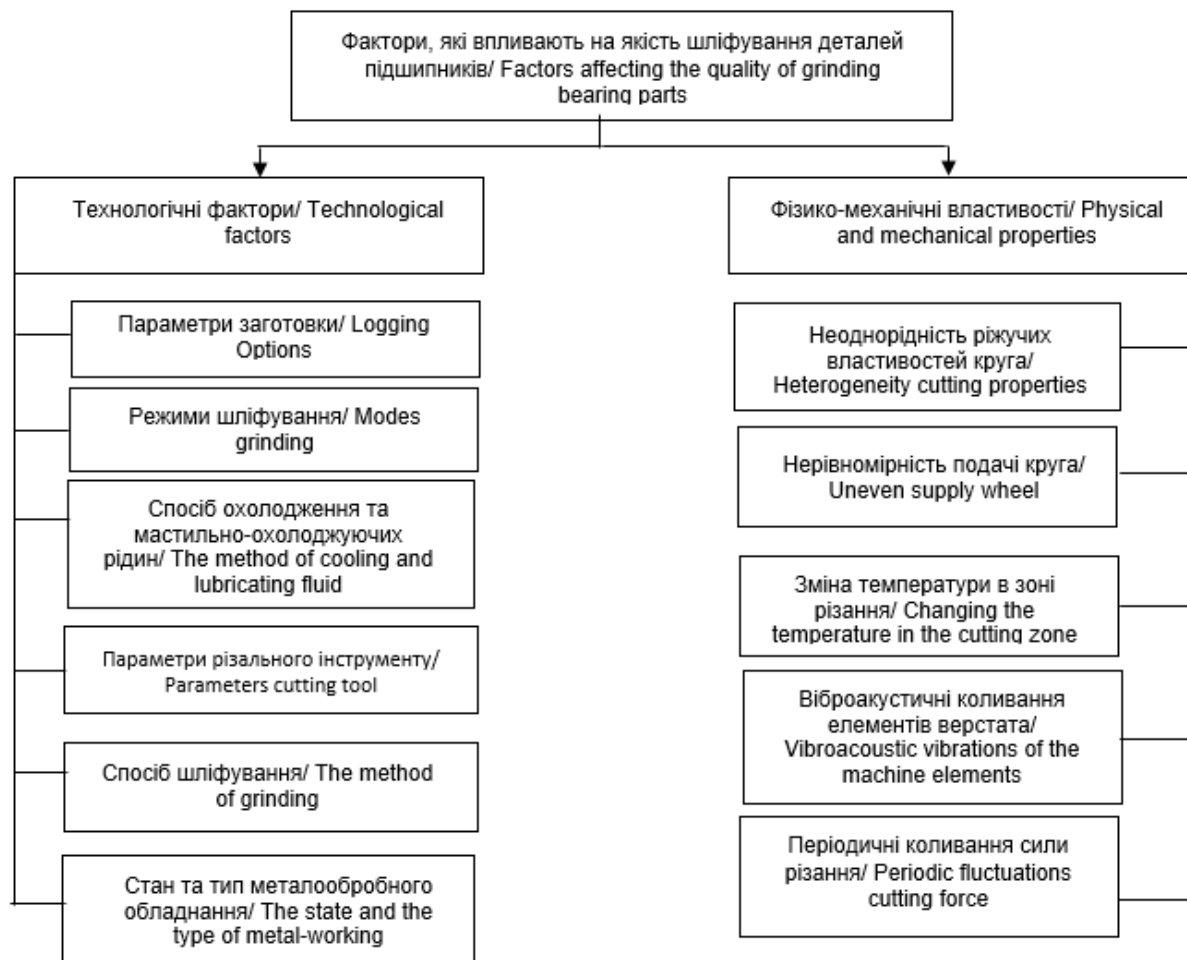 Фактори, які впливають на якість шліфування деталей
підшипників/ Factors affecting the quality of grinding
bearing parts
Технологічні фактори/ Technological
factors
Параметри заготовки/ Logging
Options
Режими шліфування/ Modes
grinding
Спосіб охолодження та
мастильно-охолоджуючих
рідин/ The method of cooling and
lubricating fluid
Параметри різального інструменту/
Parameters cutting tool
Спосіб шліфування/ The method
of grinding
Стан та тип металообробного
обладнання/ The state and the
type of metal-working
Фізико-механічні властивості/ Physical
and mechanical properties
Неоднорідність ріжучих
властивостей круга/
Heterogeneity cutting properties
Нерівномірність подачі круга/
Uneven supply wheel
Зміна температури в зоні
різання/ Changing the
temperature in the cutting zone
Віброакустичні коливання
елементів верстата/
Vibroacoustic vibrations of the
machine elements
Періодичні коливання сили
різання/ Periodic fluctuations
cutting force